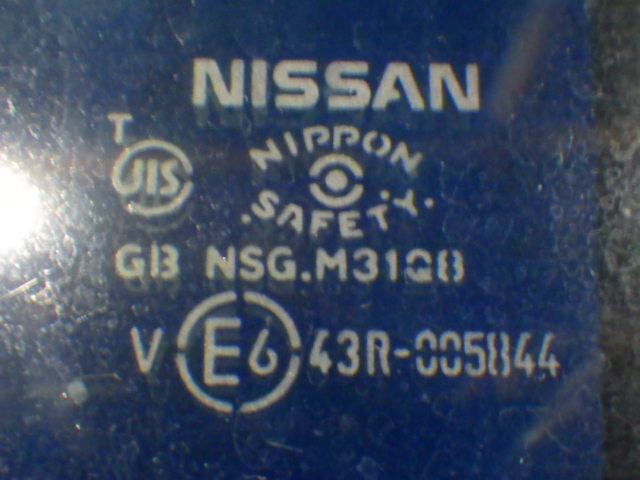 NISSAN
T
JIS
NIPPON
SAFETY
GB NSG.M31Q8
V E6 43R-005844